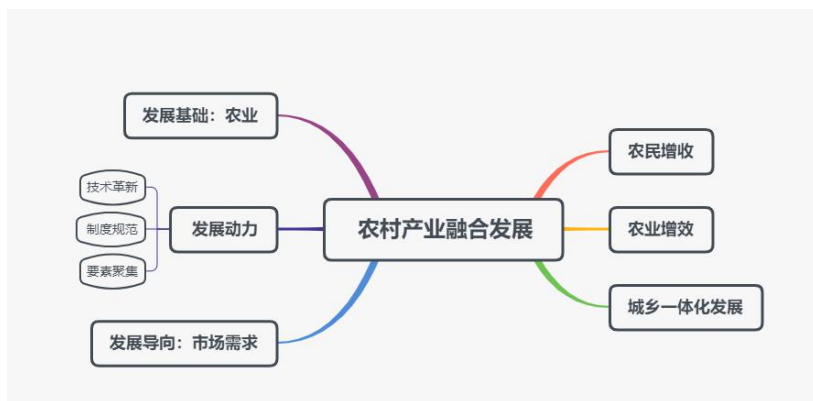 发展基础：农业
技术革新
制度规范
要素聚集
发展动力
发展导向：市场需求
农村产业融合发展
农民增收
农业增效
城乡一体化发展